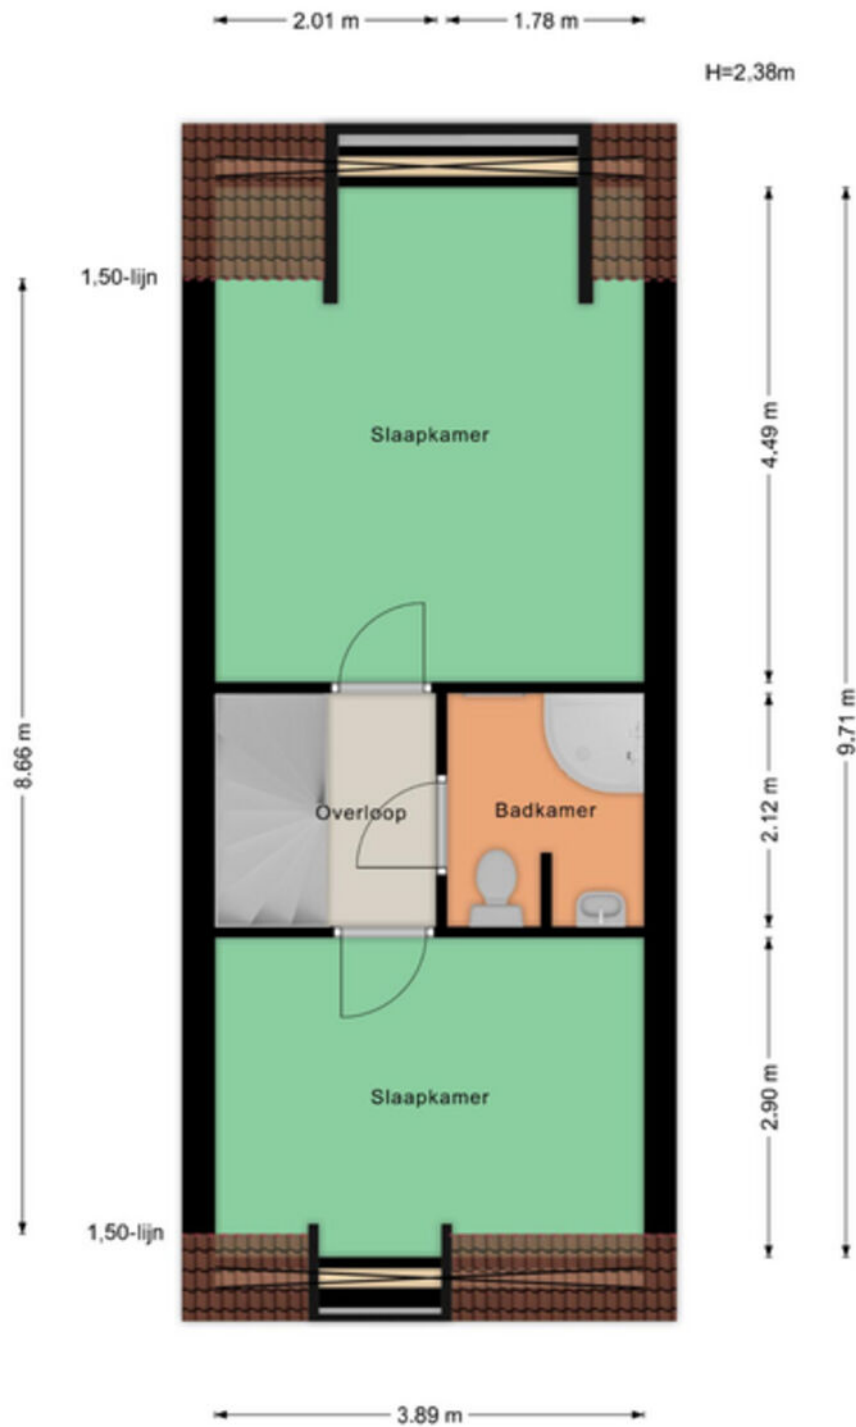 2.01 m
1.78 m
H=2,38m
1,50-lijn
Slaapkamer
4.49 m
8.66 m
9.71 m
Overloop
Badkamer
2.12 m
Slaapkamer
2.90 m
1,50-lijn
3.89 m